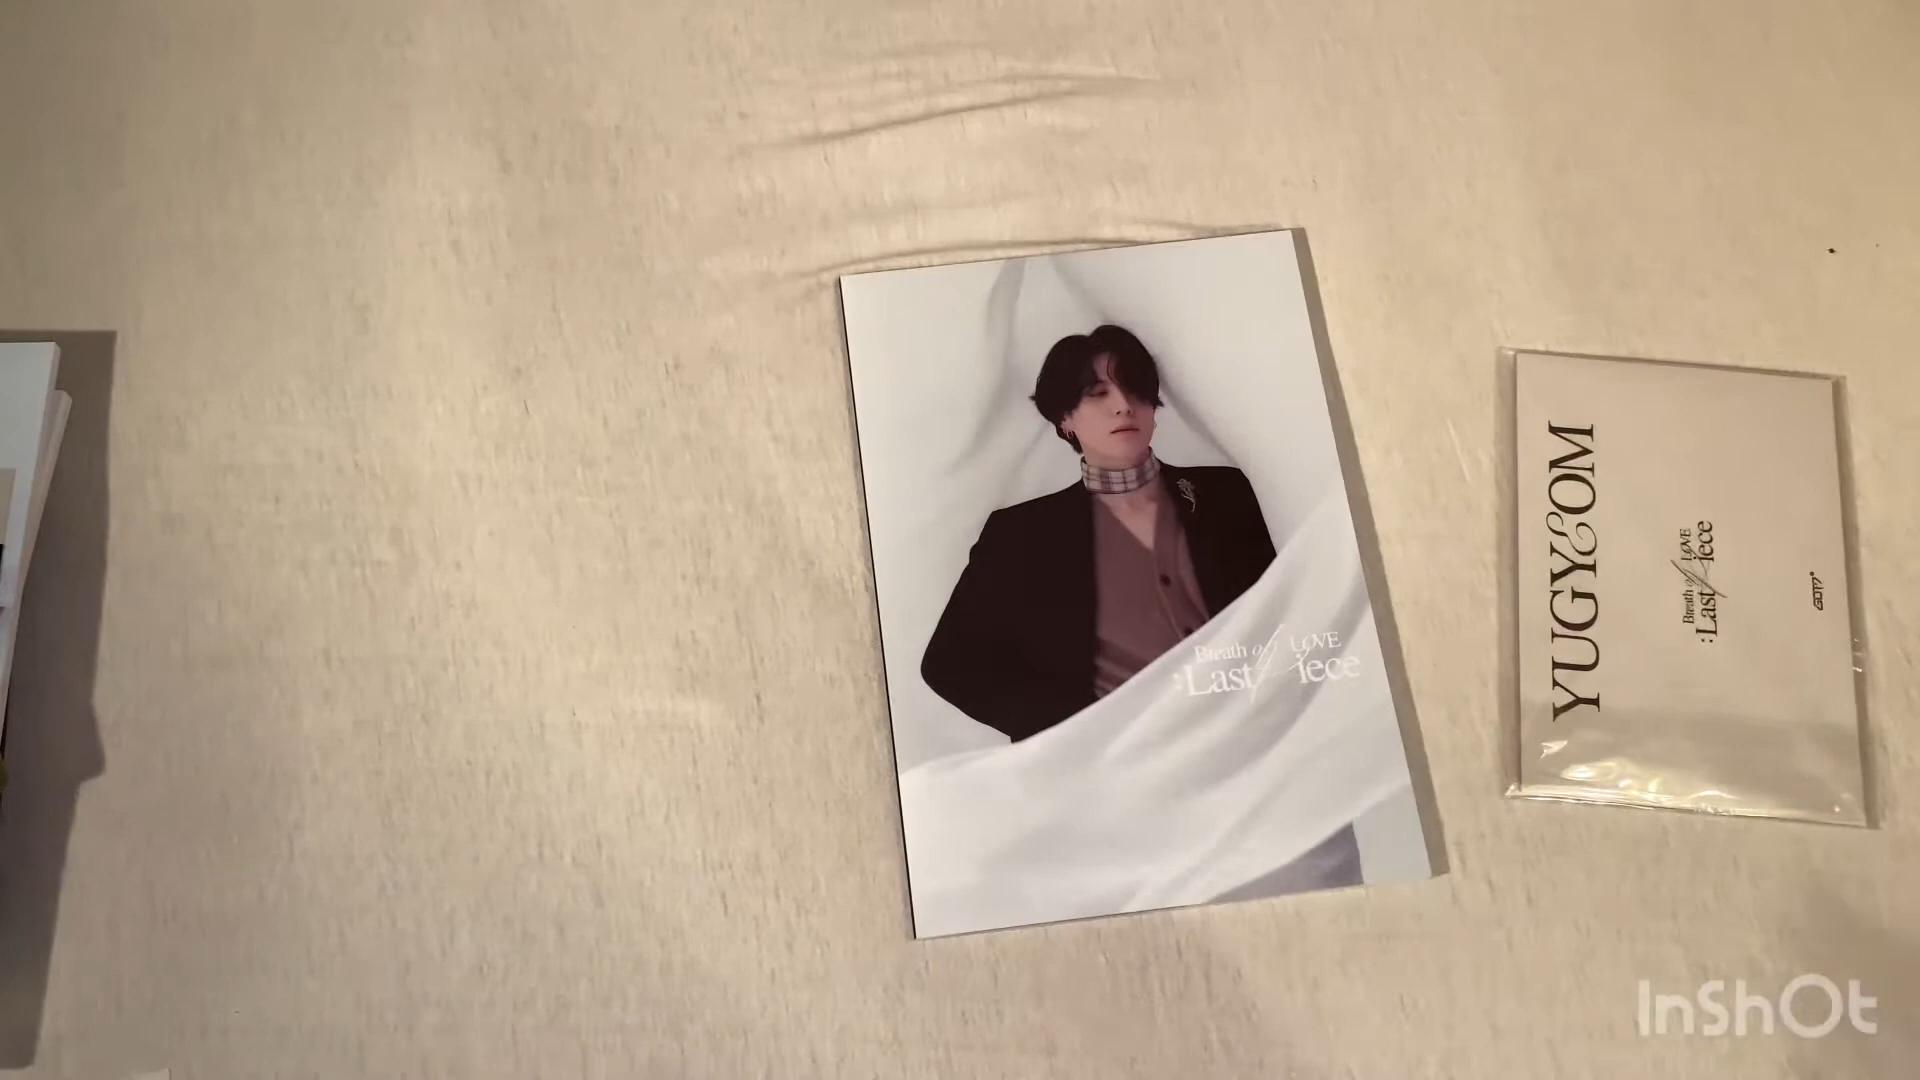 Breath of LOVE
:Last Piece
YUGYEOM
Breath of LOVE
:Last Piece
GOT7
InShOt